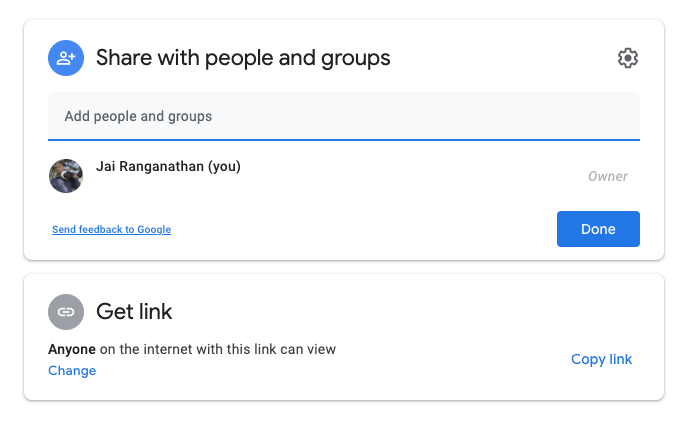 Share with people and groups
Add people and groups
Jai Ranganathan (you)
Owner
Send feedback to Google
Done
Get link
Anyone on the internet with this link can view
Change
Copy link